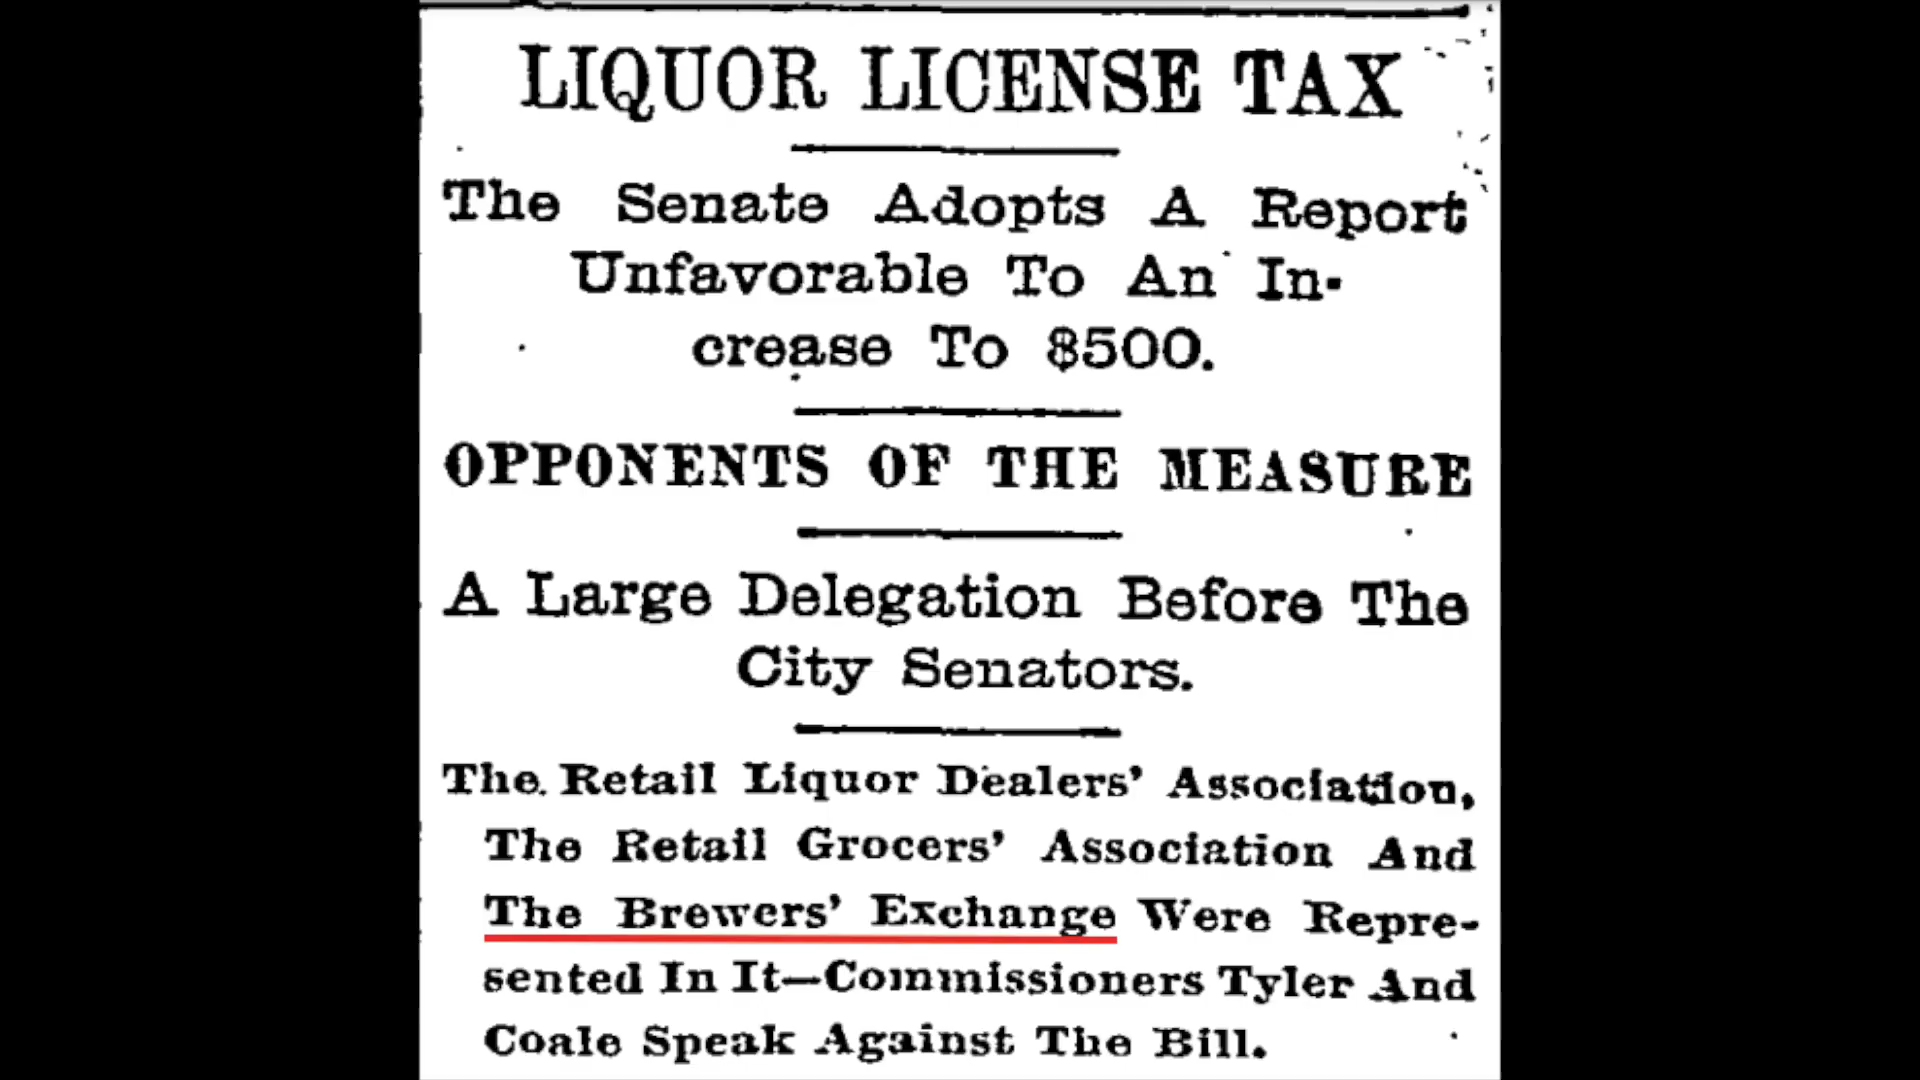 LIQUOR LICENSE TAX
The Senate Adopts A Report
Unfavorable To An In-
crease To $500.
OPPONENTS OF THE MEASURE
A Large Delegation Before The
City Senators.
The Retail Liquor Dealers' Association,
The Retail Grocers' Association And
The Brewers' Exchange Were Repre-
sented In It—Commissioners Tyler And
Coale Speak Against The Bill.